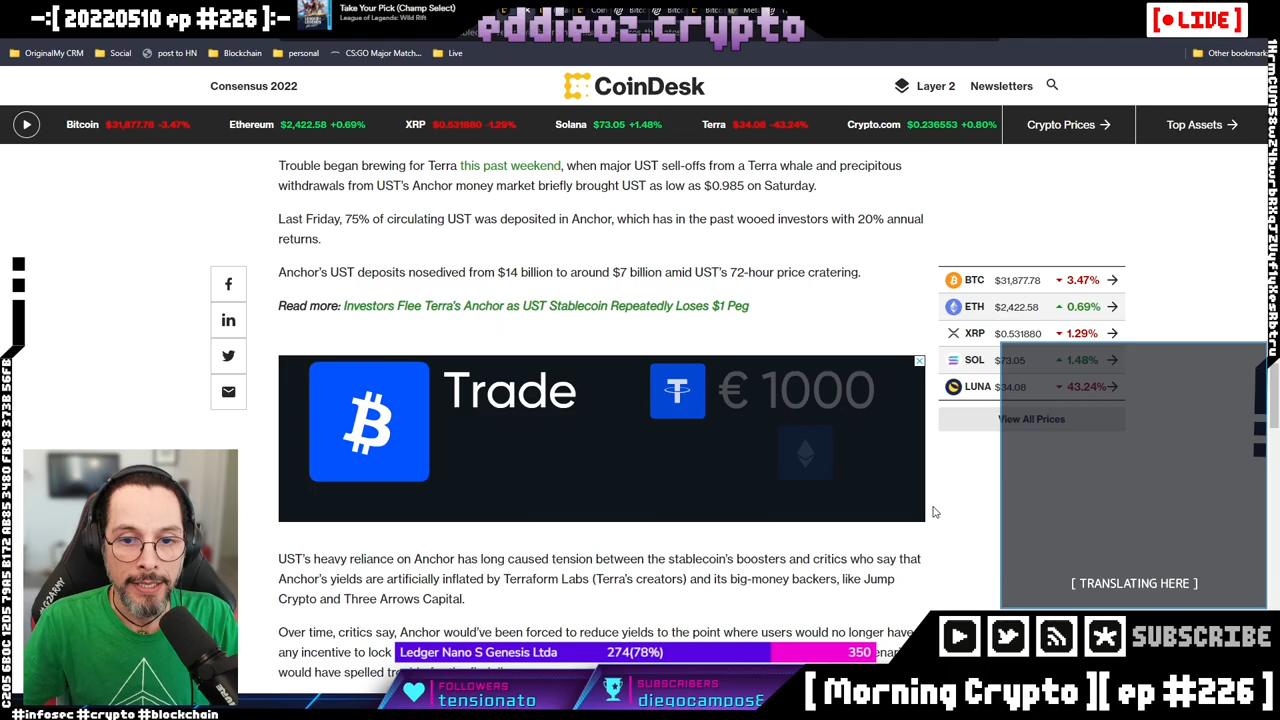 -:[ 20220510 ep #226 ]:-
Take Your Pick (Champ Select)
League of Legends: Wild Rift
eddieoz.crypto
[● LIVE]
OriginalMy CRM
Social
post to HN
Blockchain
personal
CS:GO Major Match...
Live
Other bookmark
Consensus 2022
CoinDesk
Layer 2
Newsletters
Bitcoin $31,877.78 -3.47%
Ethereum $2,422.58 +0.69%
XRP $0.531880 -1.29%
Solana $73.05 +1.48%
Terra $34.08 -43.24%
Crypto.com $0.236553 +0.80%
Crypto Prices →
Top Assets →
Trouble began brewing for Terra this past weekend, when major UST sell-offs from a Terra whale and precipitous
withdrawals from UST's Anchor money market briefly brought UST as low as $0.985 on Saturday.
Last Friday, 75% of circulating UST was deposited in Anchor, which has in the past wooed investors with 20% annual
returns.
Anchor's UST deposits nosedived from $14 billion to around $7 billion amid UST's 72-hour price cratering.
Read more: Investors Flee Terra's Anchor as UST Stablecoin Repeatedly Loses $1 Peg
BTC $31,877.78 3.47%
ETH $2,422.58 0.69%
XRP $0.531880 1.29%
SOL $73.05 1.48%
LUNA $34.08 43.24%
View All Prices
Trade
€ 1000
UST's heavy reliance on Anchor has long caused tension between the stablecoin's boosters and critics who say that
Anchor's yields are artificially inflated by Terraform Labs (Terra's creators) and its big-money backers, like Jump
Crypto and Three Arrows Capital.
Over time, critics say, Anchor would've been forced to reduce yields to the point where users would no longer have
any incentive to lock
would have spelled
[ TRANSLATING HERE ]
Ledger Nano S Genesis Ltda 274(78%) 350
FOLLOWERS
tensionato
SUBSCRIBERS
diegocampos8
SUBSCRIBE
[ Morning Crypto ][ ep #226 ]
#infosec #crypto #blockchain